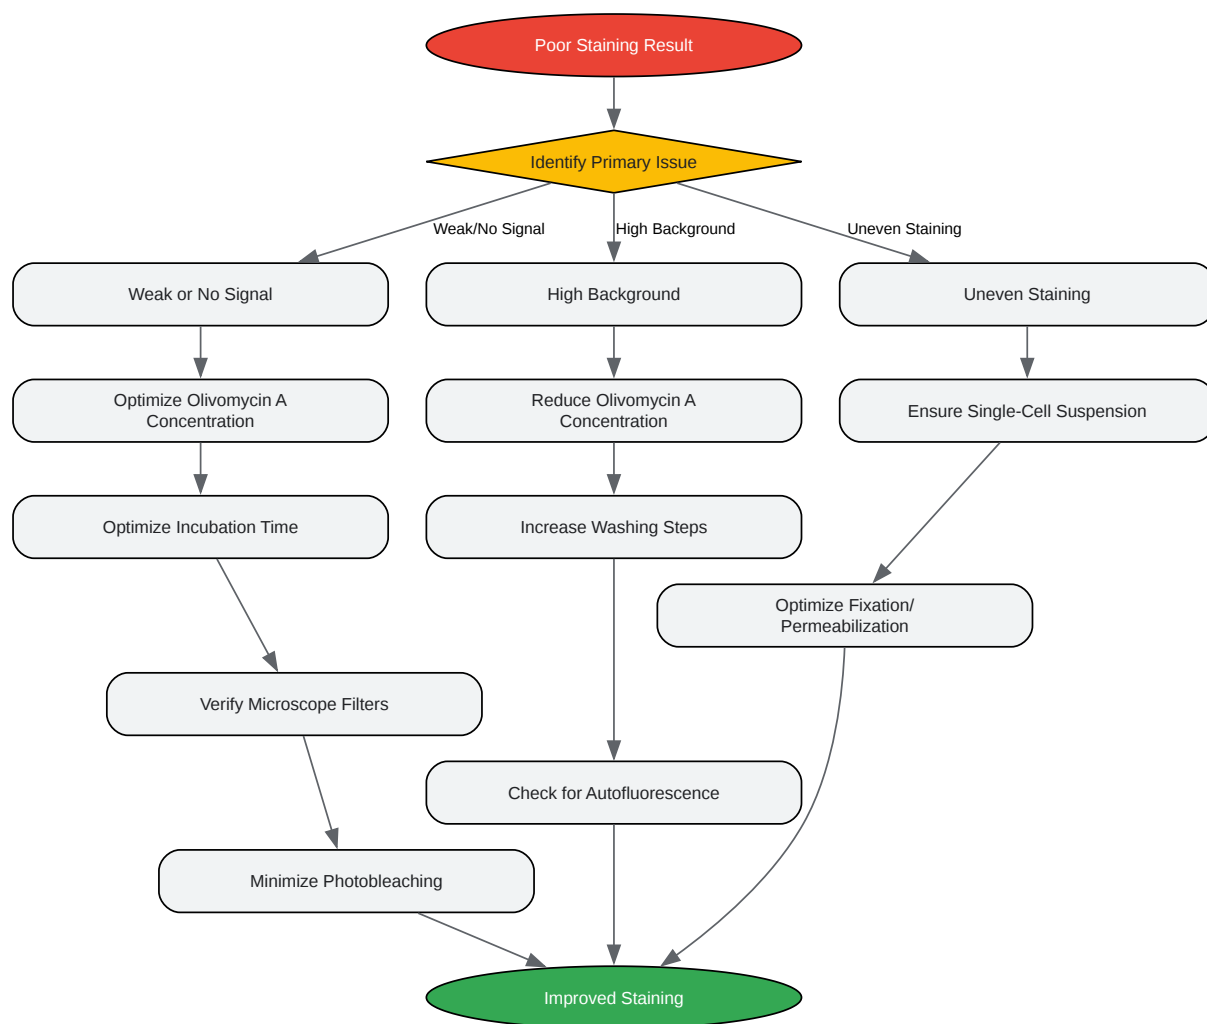 Poor Staining Result
Identify Primary Issue
Weak/No Signal
High Background
Uneven Staining
Weak or No Signal
High Background
Uneven Staining
Optimize Olivomycin A
Concentration
Reduce Olivomycin A
Concentration
Ensure Single-Cell Suspension
Optimize Incubation Time
Increase Washing Steps
Optimize Fixation/
Permeabilization
Verify Microscope Filters
Check for Autofluorescence
Minimize Photobleaching
Improved Staining